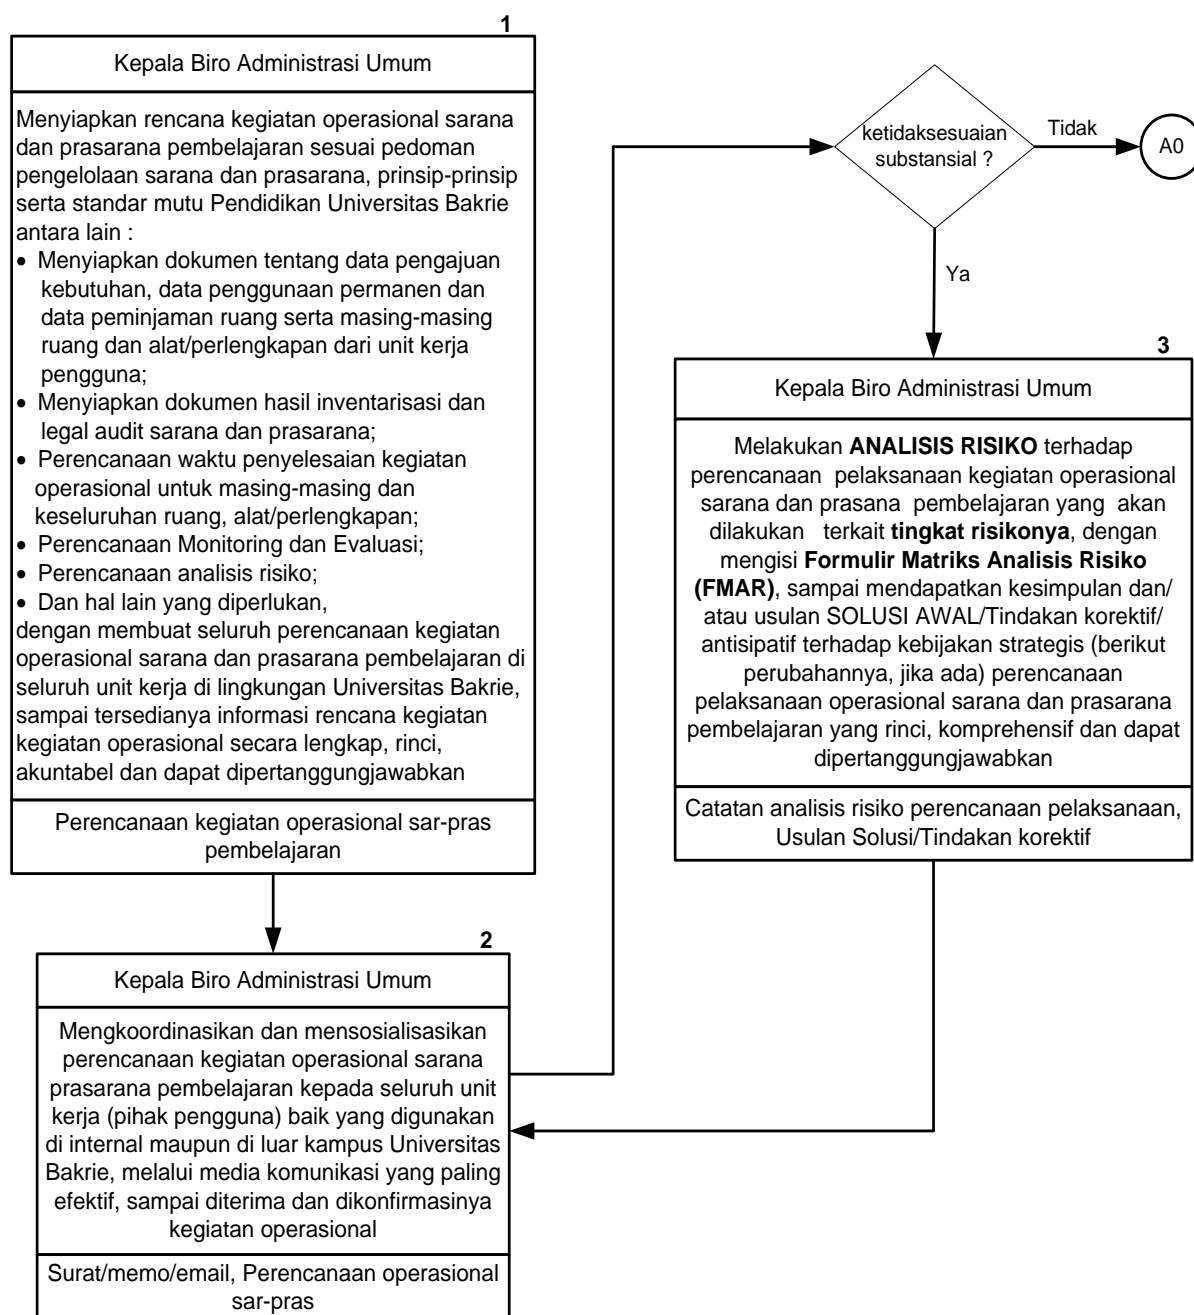 1
Kepala Biro Administrasi Umum
Menyiapkan rencana kegiatan operasional sarana
dan prasarana pembelajaran sesuai pedoman
pengelolaan sarana dan prasarana, prinsip-prinsip
serta standar mutu Pendidikan Universitas Bakrie
antara lain :
• Menyiapkan dokumen tentang data pengajuan
kebutuhan, data penggunaan permanen dan
data peminjaman ruang serta masing-masing
ruang dan alat/perlengkapan dari unit kerja
pengguna;
• Menyiapkan dokumen hasil inventarisasi dan
legal audit sarana dan prasarana;
• Perencanaan waktu penyelesaian kegiatan
operasional untuk masing-masing dan
keseluruhan ruang, alat/perlengkapan;
• Perencanaan Monitoring dan Evaluasi;
• Perencanaan analisis risiko;
• Dan hal lain yang diperlukan,
dengan membuat seluruh perencanaan kegiatan
operasional sarana dan prasarana pembelajaran di
seluruh unit kerja di lingkungan Universitas Bakrie,
sampai tersedianya informasi rencana kegiatan
kegiatan operasional secara lengkap, rinci,
akuntabel dan dapat dipertanggungjawabkan
Perencanaan kegiatan operasional sar-pras
pembelajaran
2
Kepala Biro Administrasi Umum
Mengkoordinasikan dan mensosialisasikan
perencanaan kegiatan operasional sarana
prasarana pembelajaran kepada seluruh unit
kerja (pihak pengguna) baik yang digunakan
di internal maupun di luar kampus Universitas
Bakrie, melalui media komunikasi yang paling
efektif, sampai diterima dan dikonfirmasinya
kegiatan operasional
Surat/memo/email, Perencanaan operasional
sar-pras
ketidaksesuaian
substansial ?
Tidak
A0
Ya
3
Kepala Biro Administrasi Umum
Melakukan ANALISIS RISIKO terhadap
perencanaan pelaksanaan kegiatan operasional
sarana dan prasana pembelajaran yang akan
dilakukan terkait tingkat risikonya, dengan
mengisi Formulir Matriks Analisis Risiko
(FMAR), sampai mendapatkan kesimpulan dan/
atau usulan SOLUSI AWAL/Tindakan korektif/
antisipatif terhadap kebijakan strategis (berikut
perubahannya, jika ada) perencanaan
pelaksanaan operasional sarana dan prasarana
pembelajaran yang rinci, komprehensif dan dapat
dipertanggungjawabkan
Catatan analisis risiko perencanaan pelaksanaan,
Usulan Solusi/Tindakan korektif